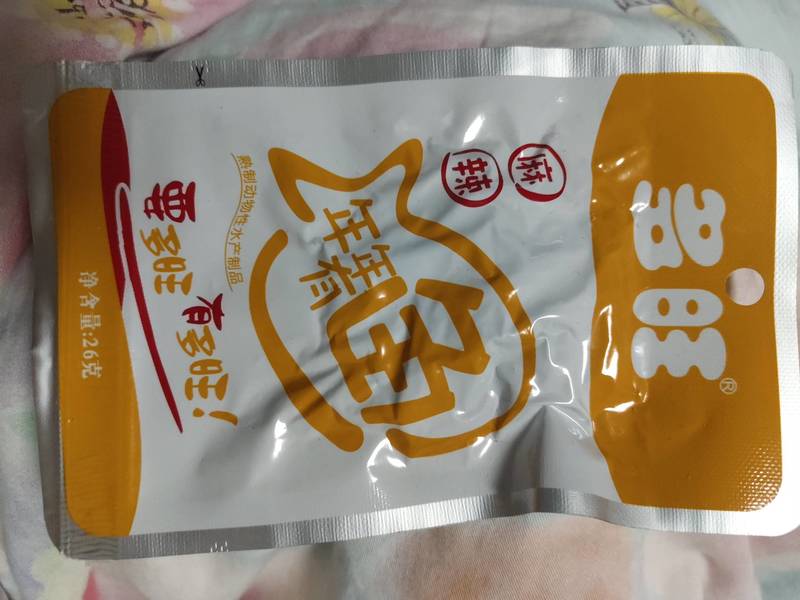 多旺®
麻辣
年年有鱼
熟制动物性水产制品
要多旺
有多旺!
净含量:26克